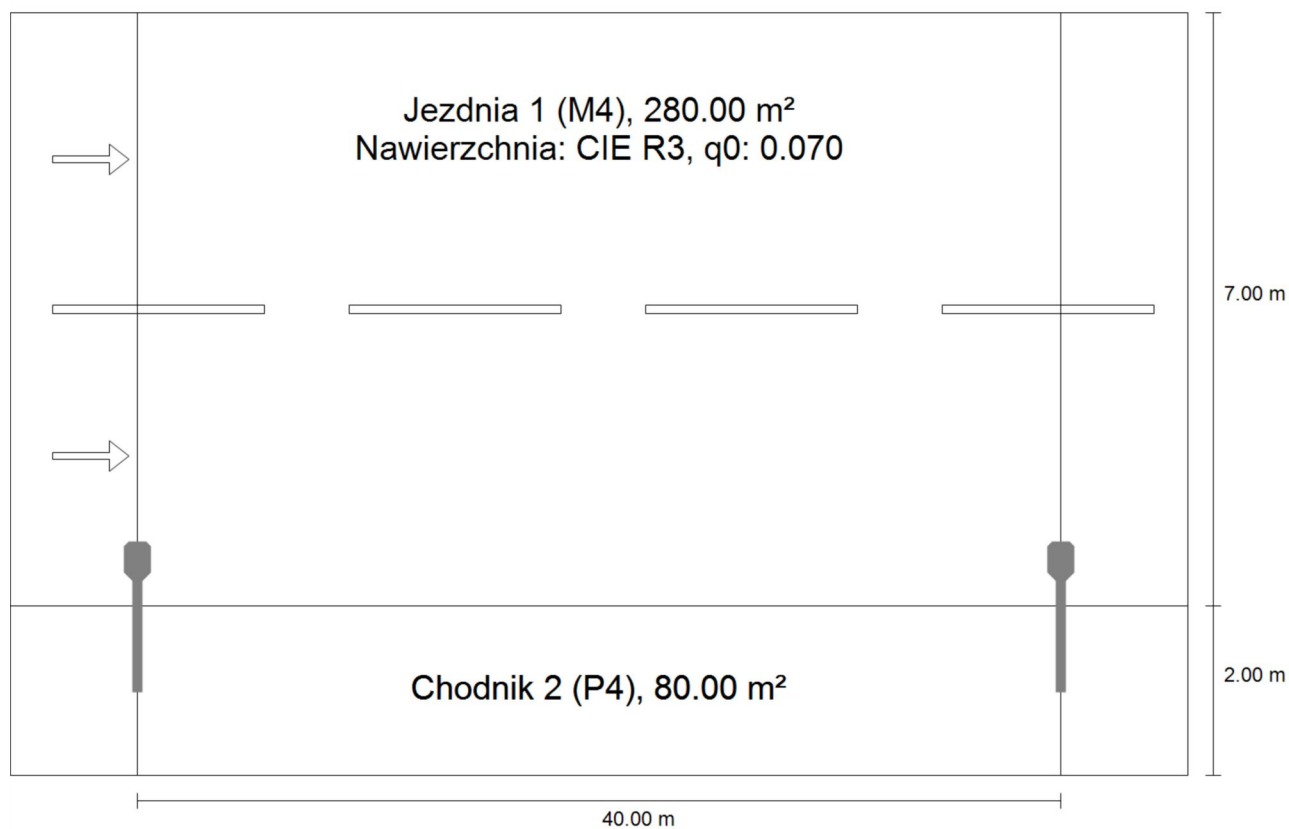 Jezdnia 1 (M4), 280.00 m²
Nawierzchnia: CIE R3, q0: 0.070
7.00 m
Chodnik 2 (P4), 80.00 m²
2.00 m
40.00 m